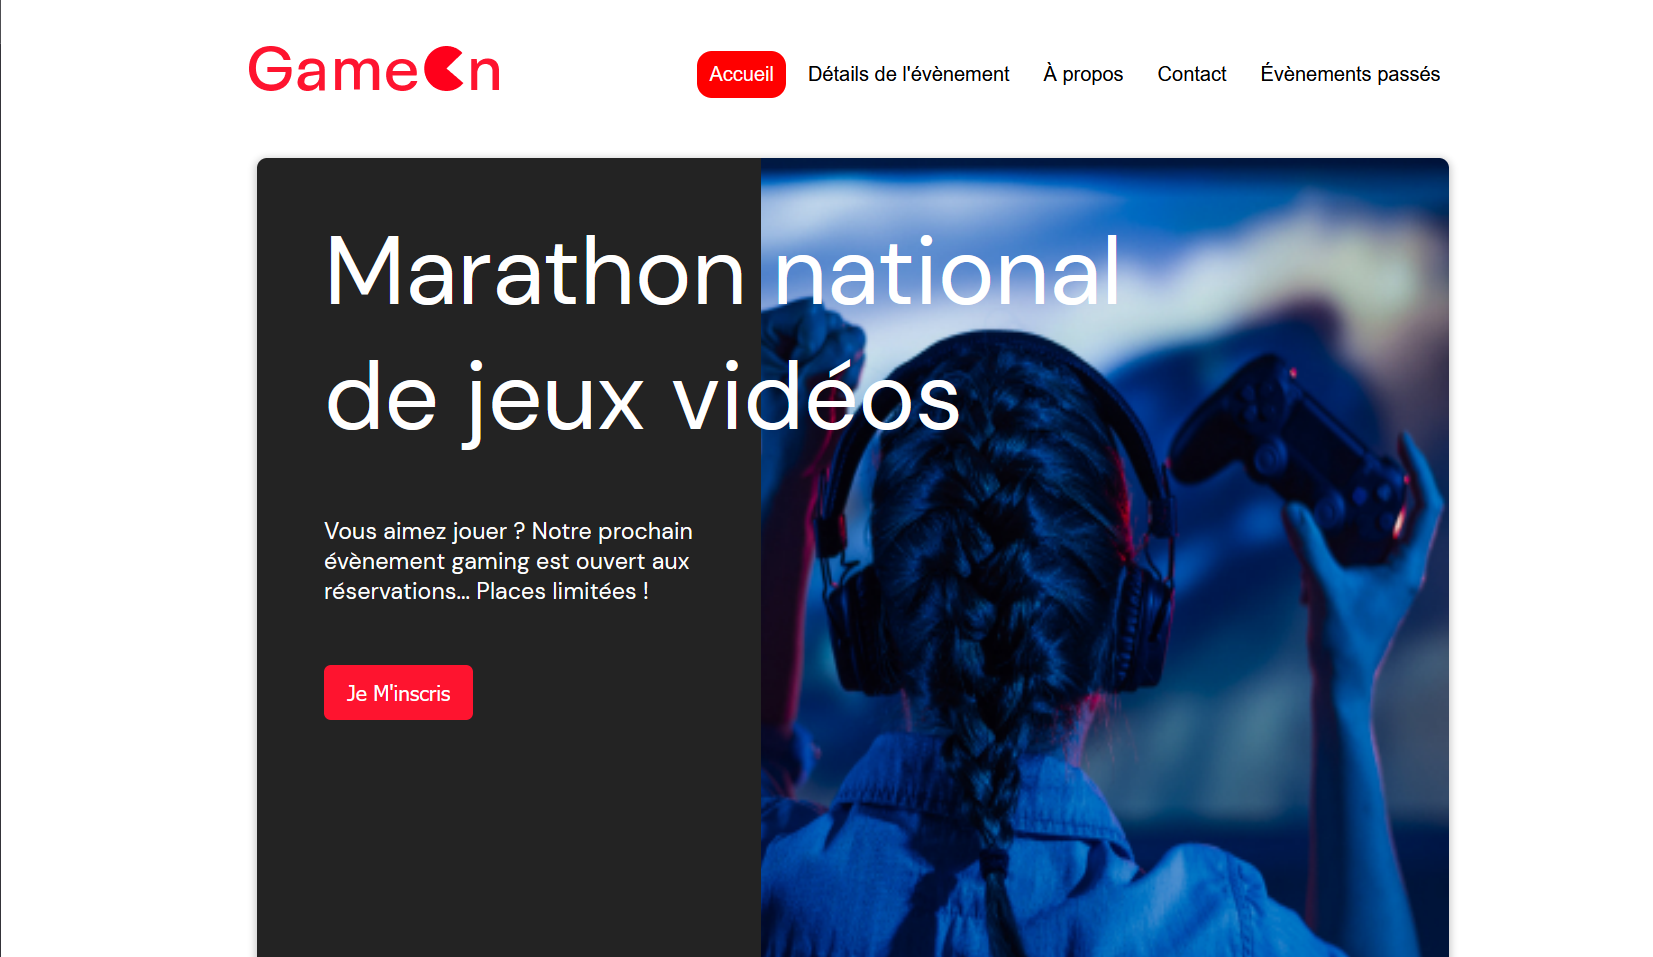 GameOn
Accueil Détails de l'évènement À propos Contact Évènements passés
Marathon national
de jeux vidéos
Vous aimez jouer ? Notre prochain
évènement gaming est ouvert aux
réservations... Places limitées !
Je M'inscris